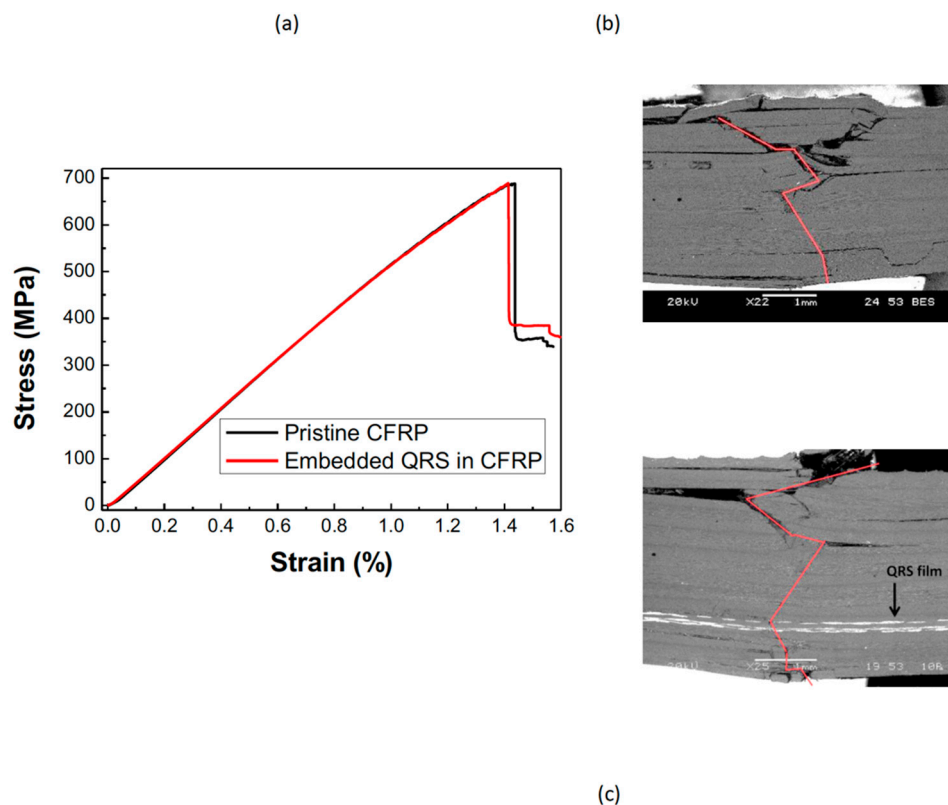 (a)
(b)
700
600
500
400
300
200
100
0
Stress (MPa)
Pristine CFRP
Embedded QRS in CFRP
0.0 0.2 0.4 0.6 0.8 1.0 1.2 1.4 1.6
Strain (%)
20kV X22 1mm 24 53 BES
QRS film
20kV X25 1mm 19 53
(c)